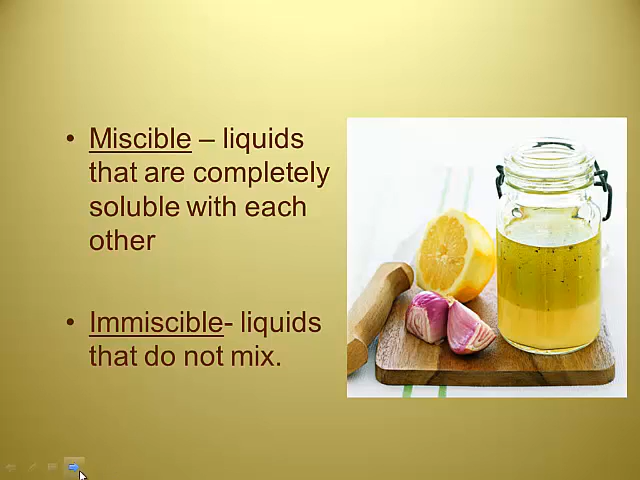 • Miscible – liquids
that are completely
soluble with each
other
• Immiscible- liquids
that do not mix.